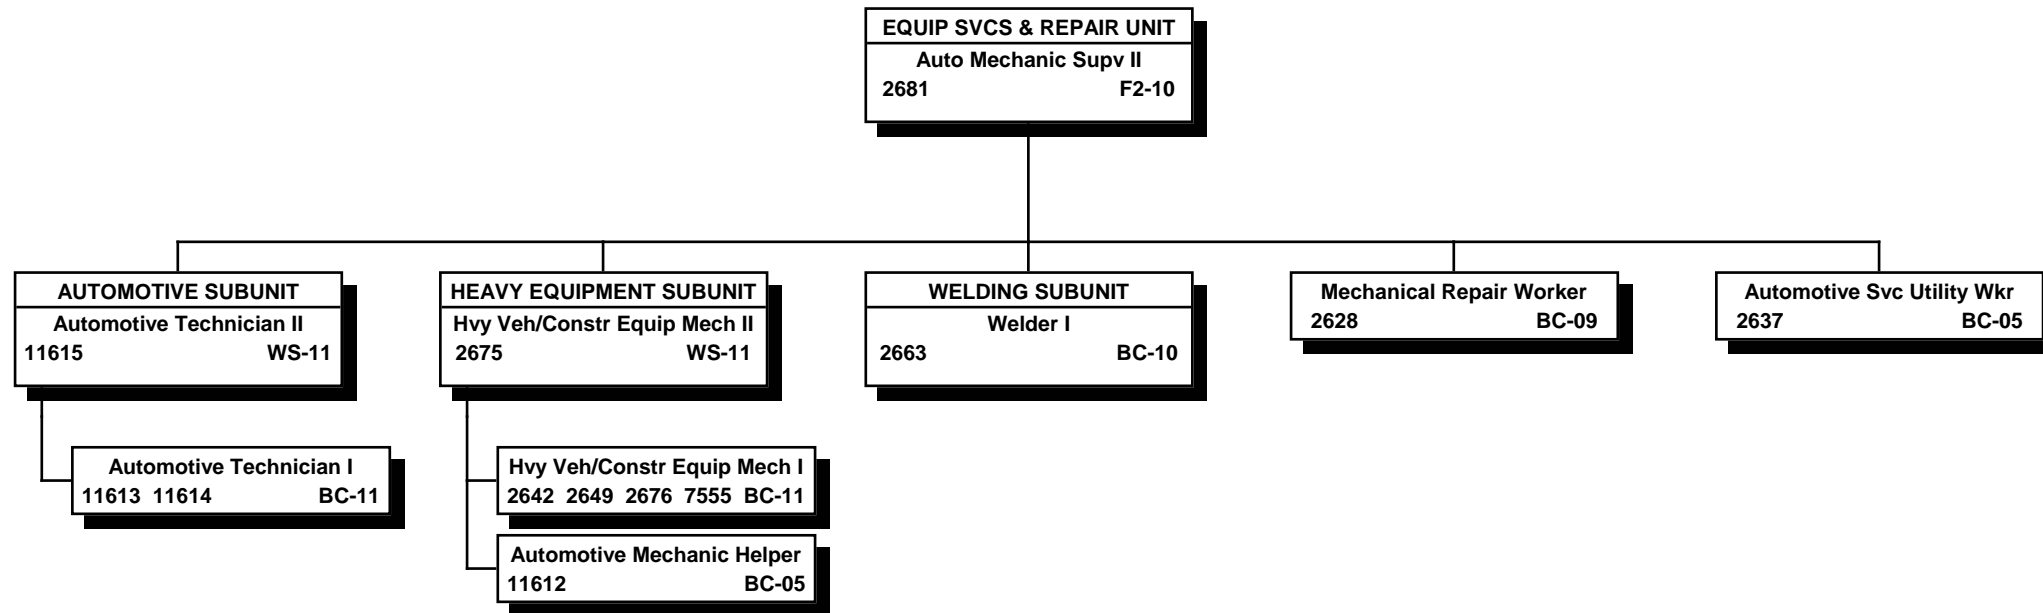 EQUIP SVCS & REPAIR UNIT
Auto Mechanic Supv II
2681 F2-10
AUTOMOTIVE SUBUNIT
Automotive Technician II
11615 WS-11
Automotive Technician I
11613 11614 BC-11
HEAVY EQUIPMENT SUBUNIT
Hvy Veh/Constr Equip Mech II
2675 WS-11
Hvy Veh/Constr Equip Mech I
2642 2649 2676 7555 BC-11
Automotive Mechanic Helper
11612 BC-05
WELDING SUBUNIT
Welder I
2663 BC-10
Mechanical Repair Worker
2628 BC-09
Automotive Svc Utility Wkr
2637 BC-05